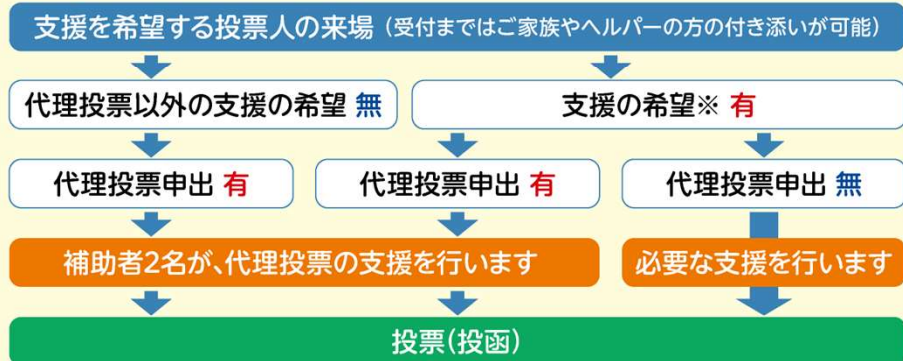 支援を希望する投票人の来場（受付まではご家族やヘルパーの方の付き添いが可能）
代理投票以外の支援の希望 無
支援の希望※ 有
代理投票申出 有
代理投票申出 有
代理投票申出 無
補助者2名が、代理投票の支援を行います
必要な支援を行います
投票(投函)